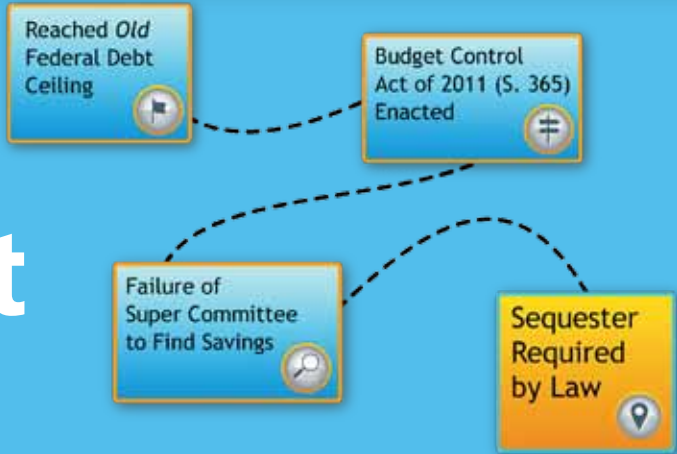 Reached Old
Federal Debt
Ceiling
Budget Control
Act of 2011 (S. 365)
Enacted
t
Failure of
Super Committee
to Find Savings
Sequester
Required
by Law